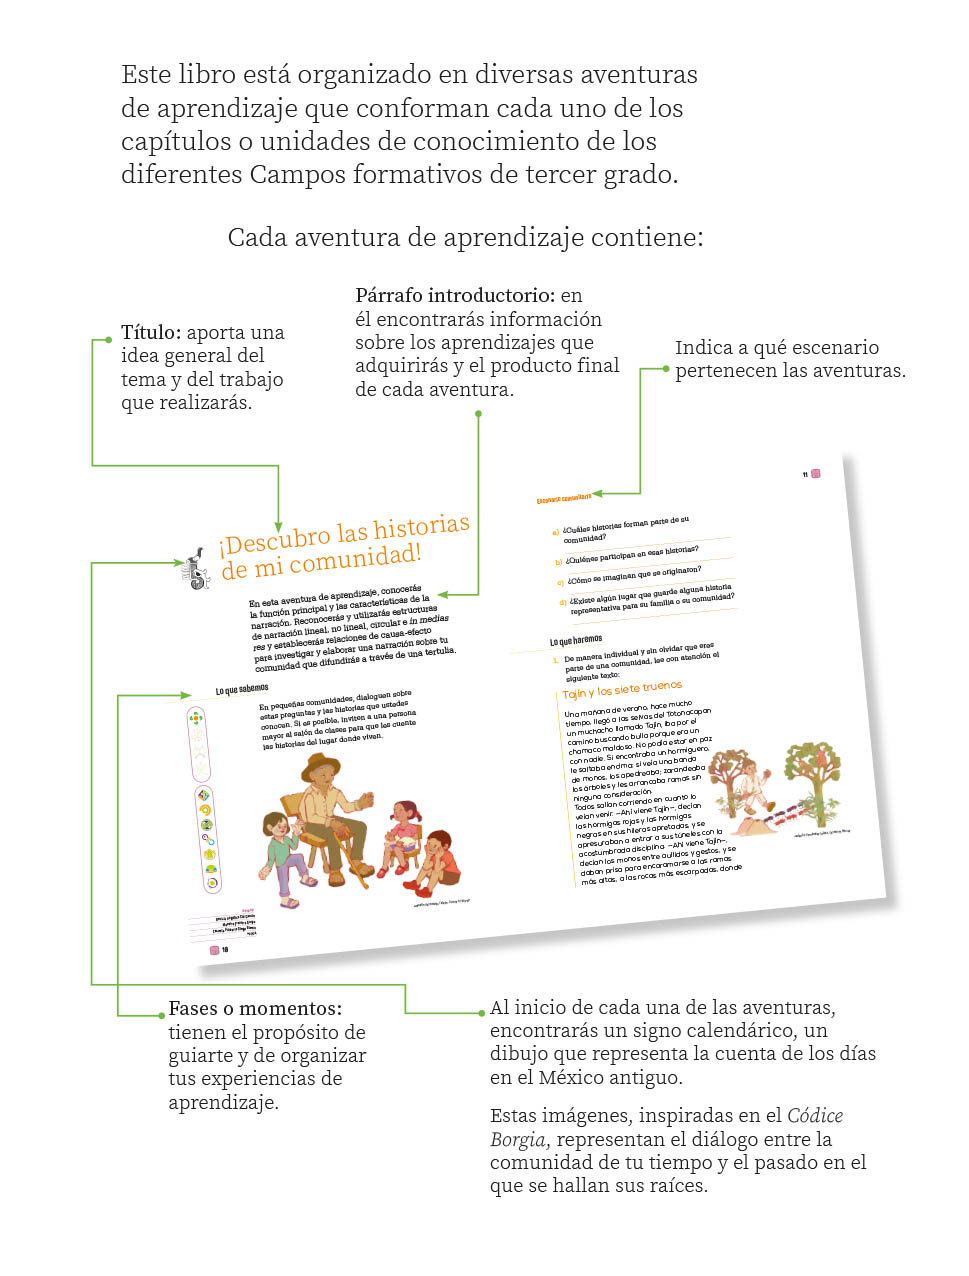 Este libro está organizado en diversas aventuras
de aprendizaje que conforman cada uno de los
capítulos o unidades de conocimiento de los
diferentes Campos formativos de tercer grado.
Cada aventura de aprendizaje contiene:
Título: aporta una
idea general del
tema y del trabajo
que realizarás.
Párrafo introductorio: en
él encontrarás información
sobre los aprendizajes que
adquirirás y el producto final
de cada aventura.
Indica a qué escenario
pertenecen las aventuras.
¡Descubro las historias
de mi comunidad!
En esta aventura de aprendizaje, conocerás
la función principal y las características de la
narración. Reconocerás y utilizarás estructuras
de narración lineal, no lineal, circular e in medias
res y establecerás relaciones de causa-efecto
para investigar y elaborar una narración sobre tu
comunidad que difundirás a través de una tertulia.
Lo que sabemos
En pequeñas comunidades, dialoguen sobre
estas preguntas y las historias que ustedes
conocen. Si es posible, inviten a una persona
mayor al salón de clases para que les cuente
las historias del lugar donde viven.
10
Escenario comunitario
11
a) ¿Cuáles historias forman parte de su
comunidad?
b) ¿Quiénes participan en esas historias?
c) ¿Cómo se imaginan que se originaron?
d) ¿Existe algún lugar que guarde alguna historia
representativa para su familia o su comunidad?
Lo que haremos
1. De manera individual y sin olvidar que eres
parte de una comunidad, lee con atención el
siguiente texto:
Tajín y los siete truenos
Una mañana de verano, hace mucho
tiempo, llegó a las selvas del Totonacapan
un muchacho llamado Tajín, iba por el
camino buscando bulla porque era un
chamaco maldoso. No podía estar en paz
con nadie. Si encontraba un hormiguero,
le saltaba encima; si veía una banda
de monos, los apedreaba; zarandeaba
los árboles y les arrancaba ramas sin
ninguna consideración.
Todos salían corriendo en cuanto lo
veían venir. —Ahí viene Tajín—, decían
las hormigas rojas y las hormigas
negras en sus hileras apretadas, y se
apresuraban a entrar a sus túneles con la
acostumbrada disciplina. —Ahí viene Tajín—,
decían los monos entre aullidos y gestos, y se
daban prisa para encaramarse a las ramas
más altas, a las rocas más escarpadas, donde
Fases o momentos:
tienen el propósito de
guiarte y de organizar
tus experiencias de
aprendizaje.
Al inicio de cada una de las aventuras,
encontrarás un signo calendárico, un
dibujo que representa la cuenta de los días
en el México antiguo.
Estas imágenes, inspiradas en el Códice
Borgia, representan el diálogo entre la
comunidad de tu tiempo y el pasado en el
que se hallan sus raíces.